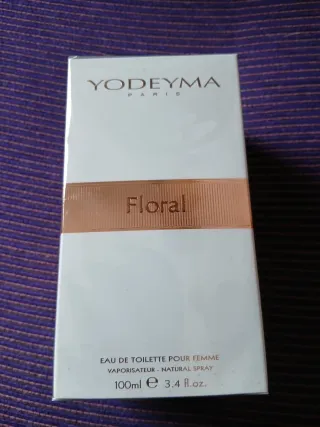 YODEYMA
PARIS
Floral
EAU DE TOILETTE POUR FEMME
VAPORISATEUR - NATURAL SPRAY
100ml ℮ 3.4 fl.oz.